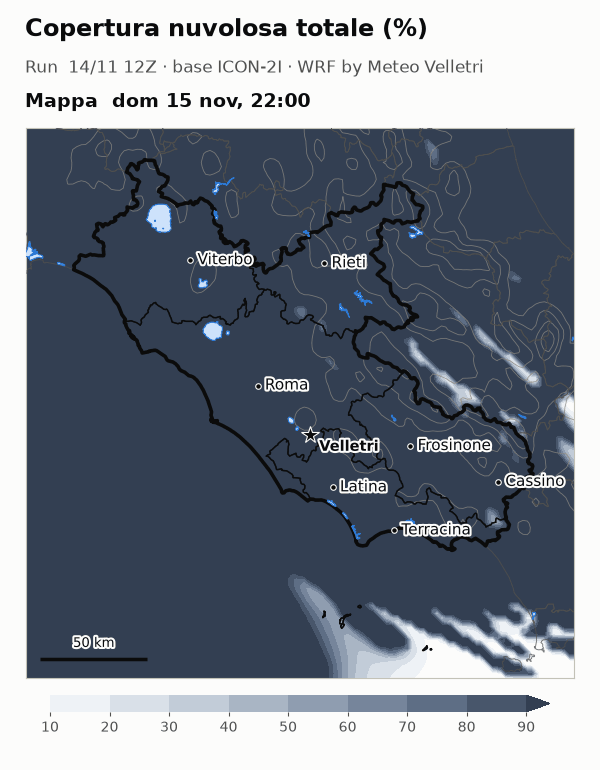 Copertura nuvolosa totale (%)
Run  14/11 12Z · base ICON-2I · WRF by Meteo Velletri
Mappa  dom 15 nov, 22:00
Viterbo
Rieti
Roma
Velletri
Frosinone
Latina
Cassino
Terracina
50 km
10 20 30 40 50 60 70 80 90